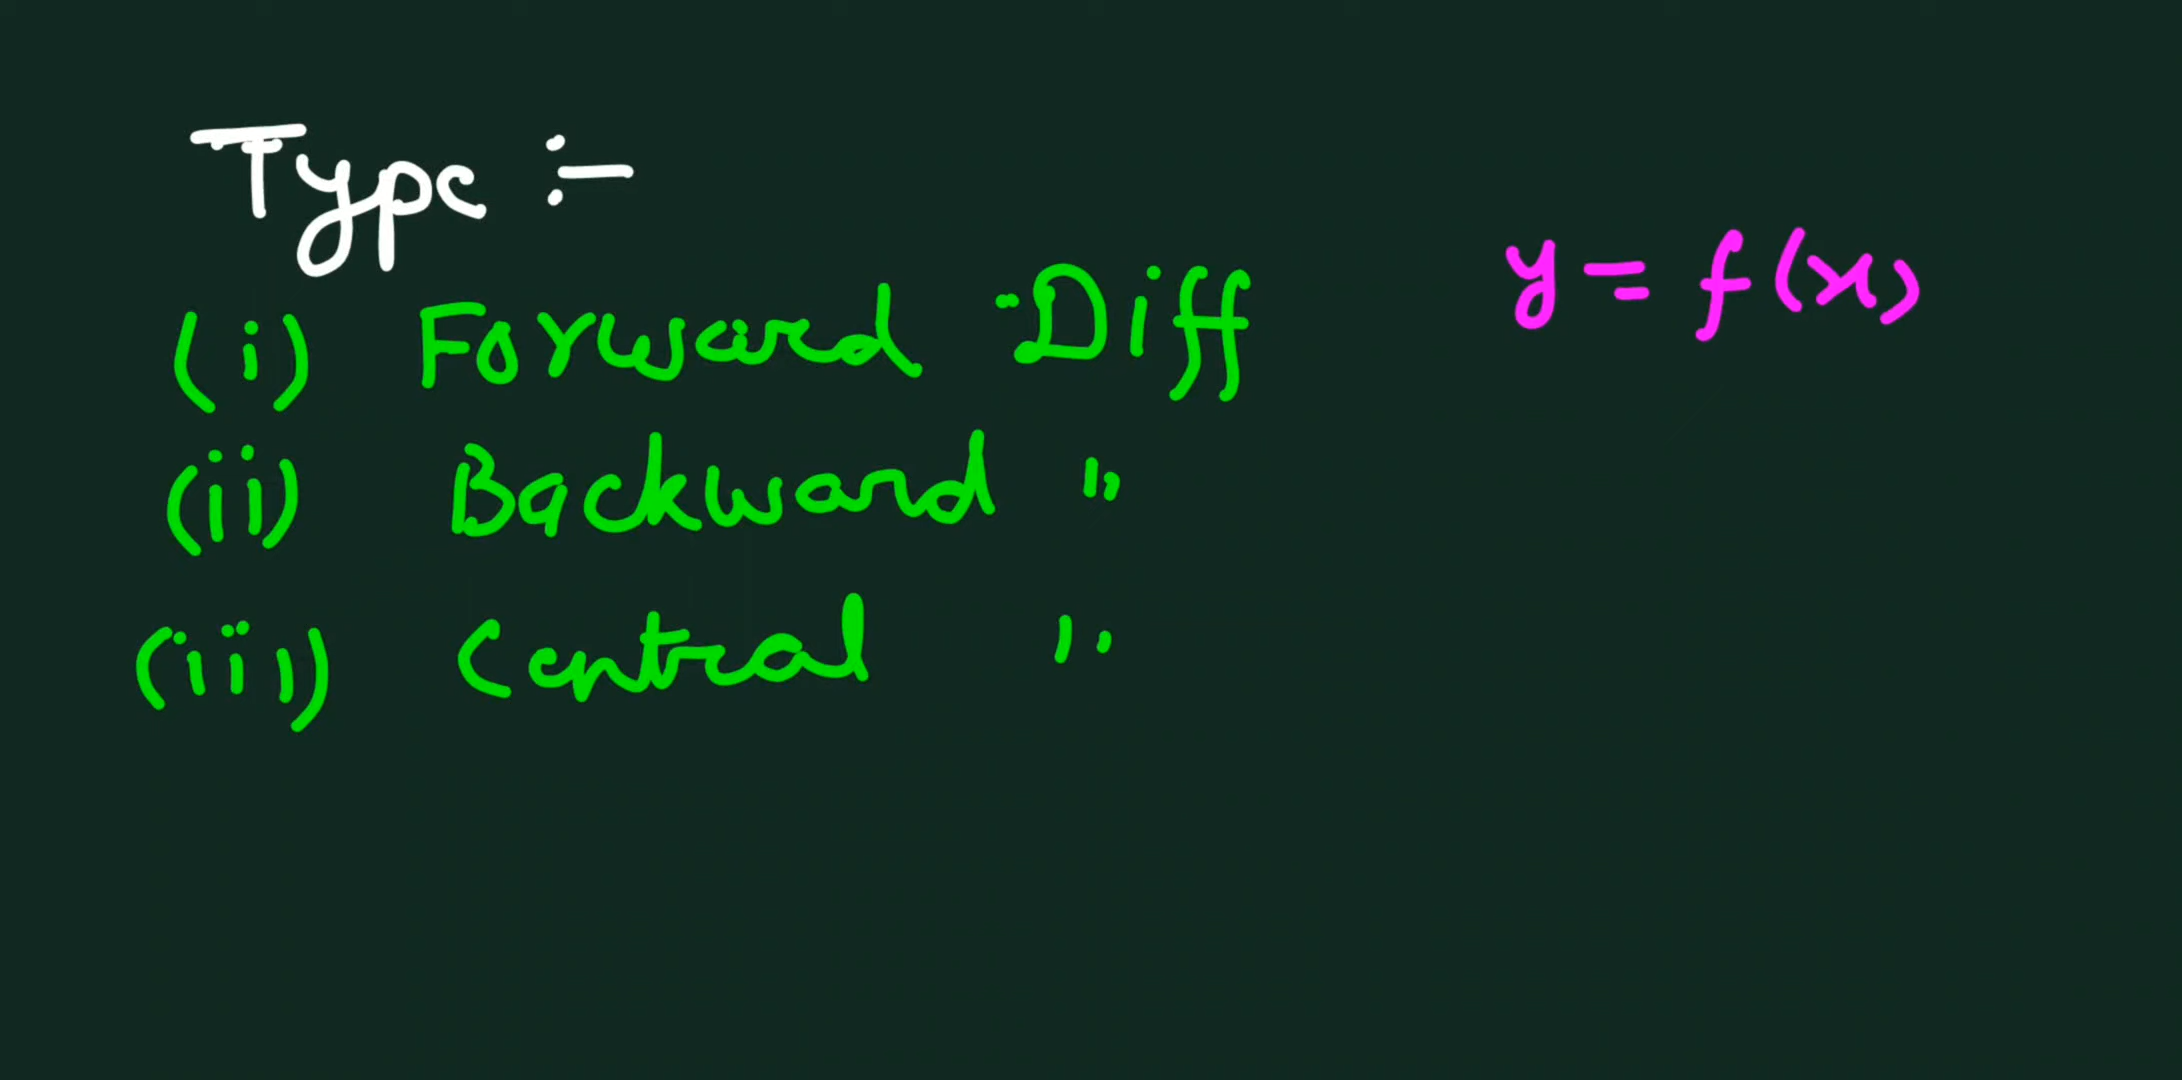 Type :-
y = f(x)
(i) Forward Diff
(ii) Backward "
(iii) Central "